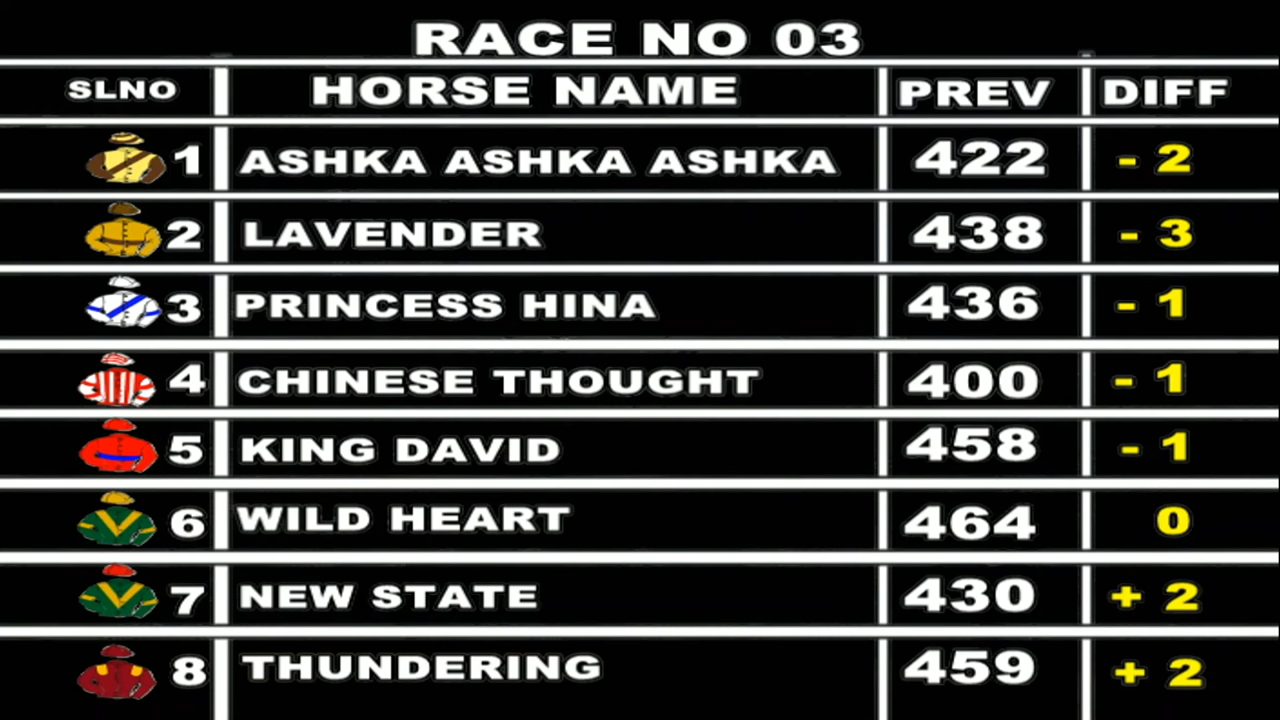 RACE NO 03
SLNO HORSE NAME PREV DIFF
1 ASHKA ASHKA ASHKA 422 - 2
2 LAVENDER 438 - 3
3 PRINCESS HINA 436 - 1
4 CHINESE THOUGHT 400 - 1
5 KING DAVID 458 - 1
6 WILD HEART 464 0
7 NEW STATE 430 + 2
8 THUNDERING 459 + 2